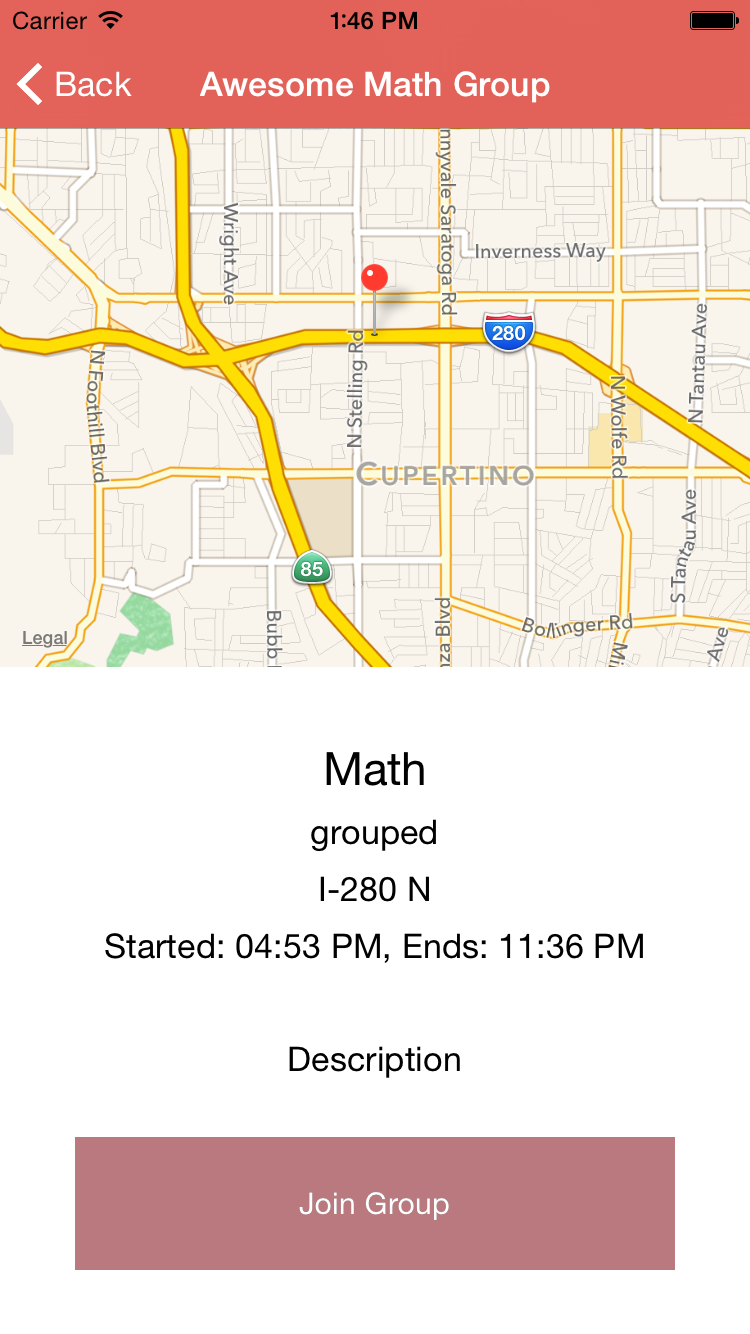 Carrier 1:46 PM
Back Awesome Math Group
Wright Ave
Sunnyvale Saratoga Rd
Inverness Way
280
N Stelling Rd
N Foothill Blvd
N Wolfe Rd
N Tantau Ave
CUPERTINO
85
S Tantau Ave
Bubb
nza Blvd
Bollinger Rd
Mi
Ave
Legal
Math
grouped
I-280 N
Started: 04:53 PM, Ends: 11:36 PM
Description
Join Group